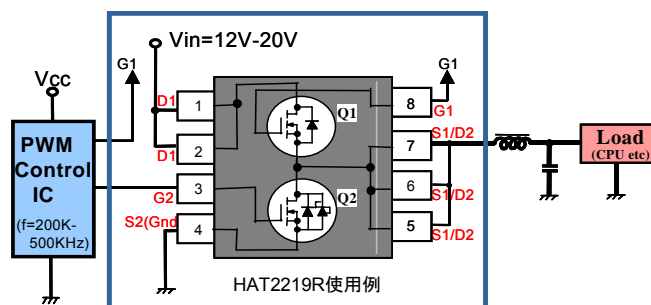 Vin=12V-20V
G1
G1
Vcc
D1
1
Q1
8
G1
PWM
Control
IC
(f=200K-
500KHz)
D1
2
7
S1/D2
Load
(CPU etc)
G2
3
Q2
6
S1/D2
S2(Gnd
4
5
S1/D2
HAT2219R使用例